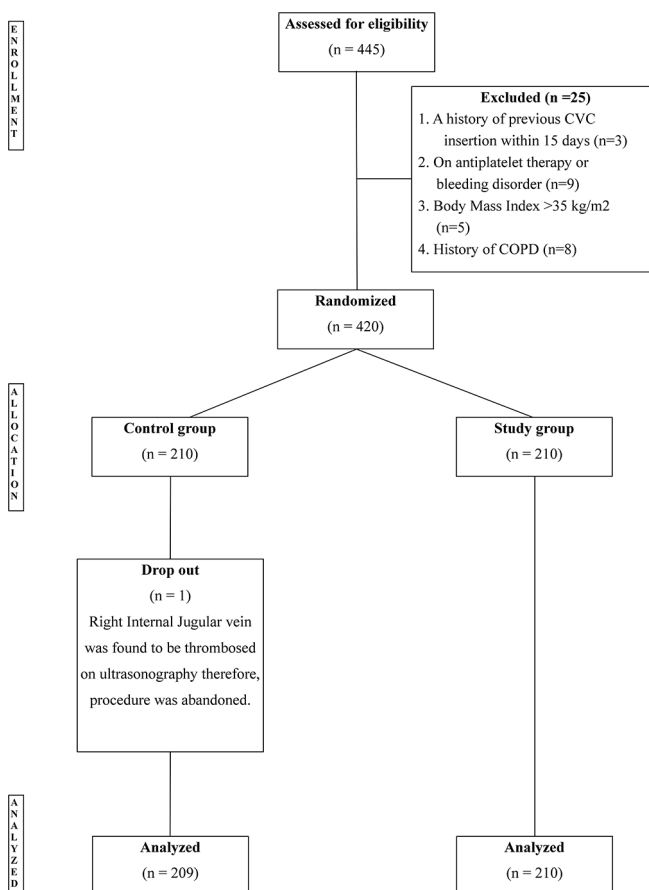 ENROLLMENT
Assessed for eligibility
(n = 445)
Excluded (n =25)
1. A history of previous CVC
insertion within 15 days (n=3)
2. On antiplatelet therapy or
bleeding disorder (n=9)
3. Body Mass Index >35 kg/m2
(n=5)
4. History of COPD (n=8)
Randomized
(n = 420)
ALLOCATION
Control group
(n = 210)
Study group
(n = 210)
Drop out
(n = 1)
Right Internal Jugular vein
was found to be thrombosed
on ultrasonography therefore,
procedure was abandoned.
ANALYZED
Analyzed
(n = 209)
Analyzed
(n = 210)